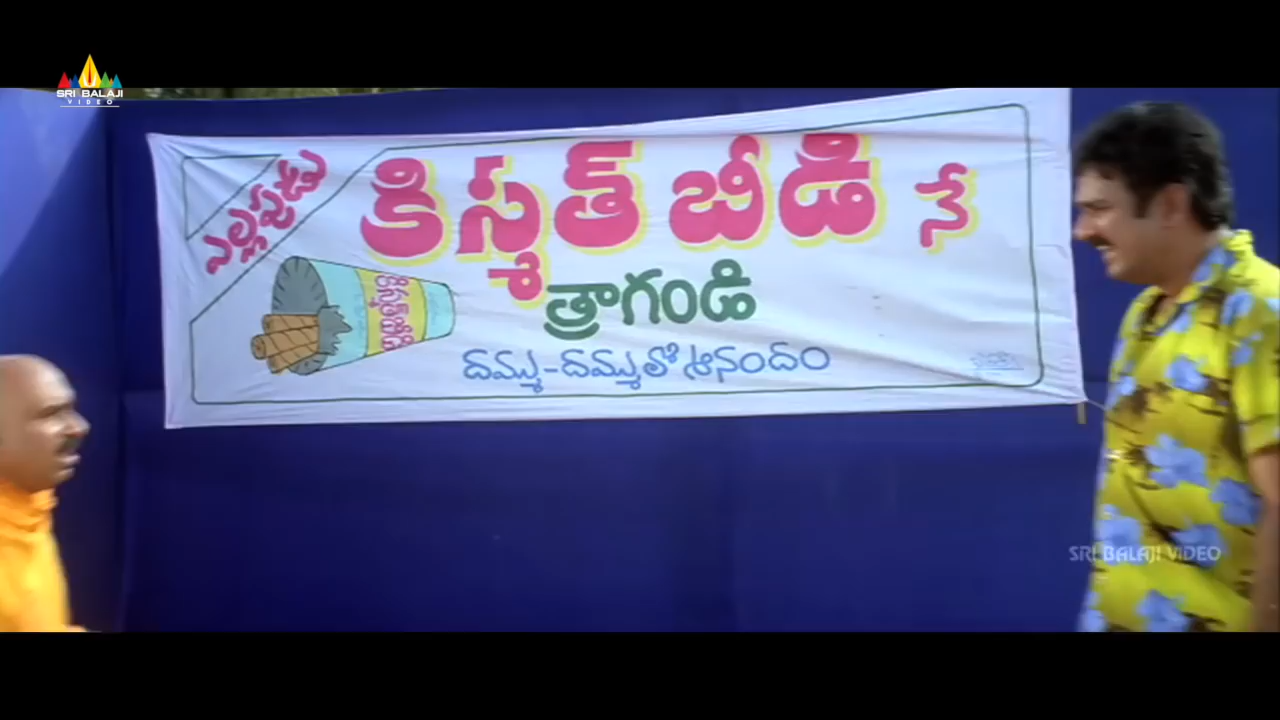 SRI BALAJI
VIDEO
ఎల్లప్పుడు
కిస్మత్ బీడి నే
త్రాగండి
దమ్ము-దమ్ములో ఆనందం
SRI BALAJI VIDEO